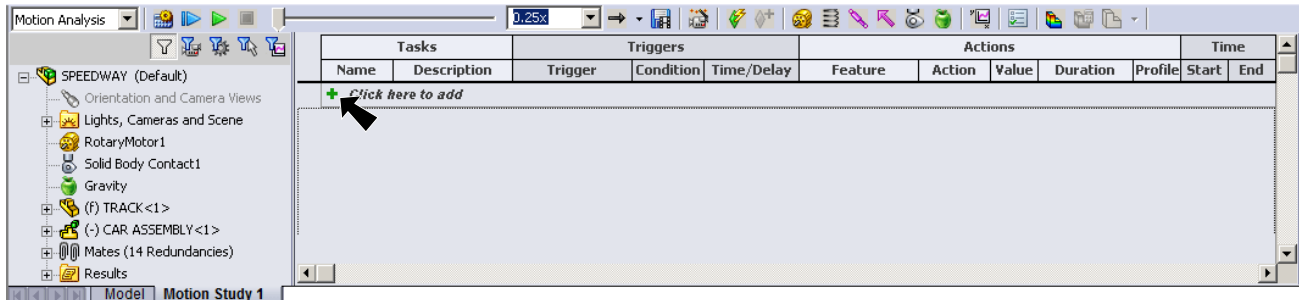 Motion Analysis 0.25x
Tasks Triggers Actions Time
Name Description Trigger Condition Time/Delay Feature Action Value Duration Profile Start End
Click here to add
SPEEDWAY (Default)
Orientation and Camera Views
Lights, Cameras and Scene
RotaryMotor1
Solid Body Contact1
Gravity
(f) TRACK<1>
(-) CAR ASSEMBLY<1>
Mates (14 Redundancies)
Results
Model Motion Study 1